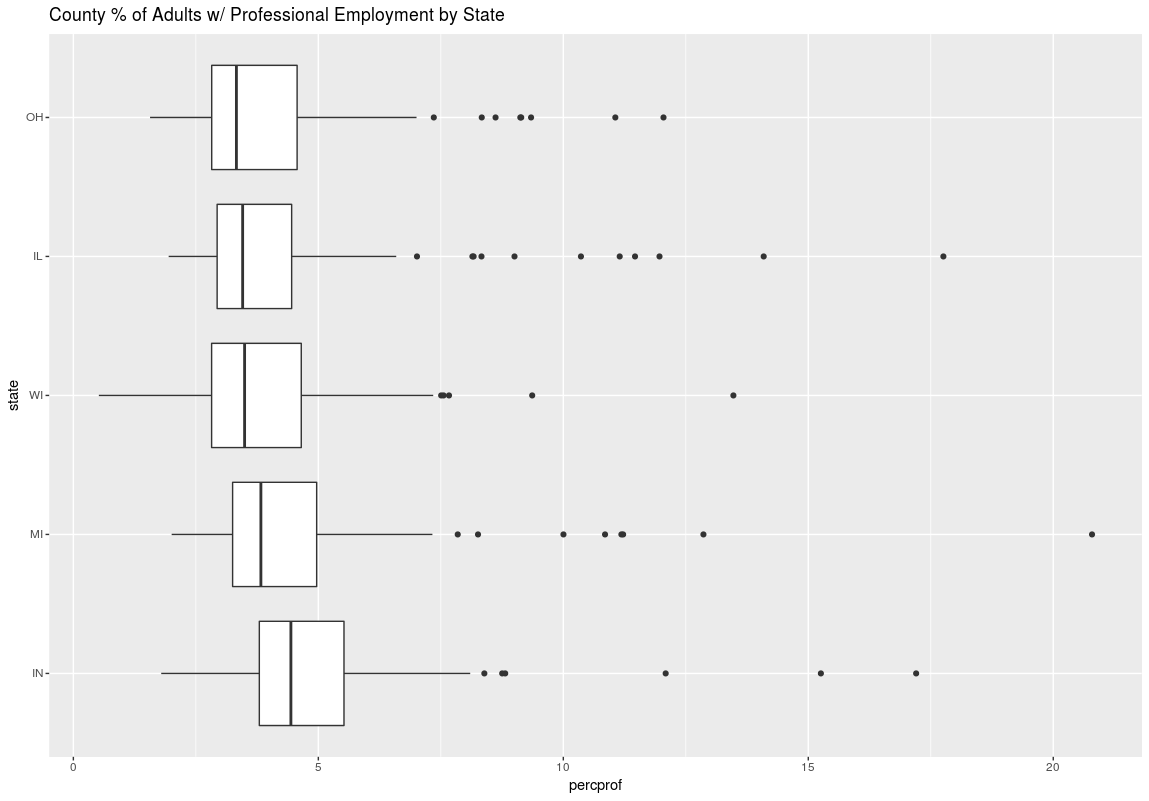 County % of Adults w/ Professional Employment by State
OH
IL
WI
MI
IN
state
0 5 10 15 20
percprof